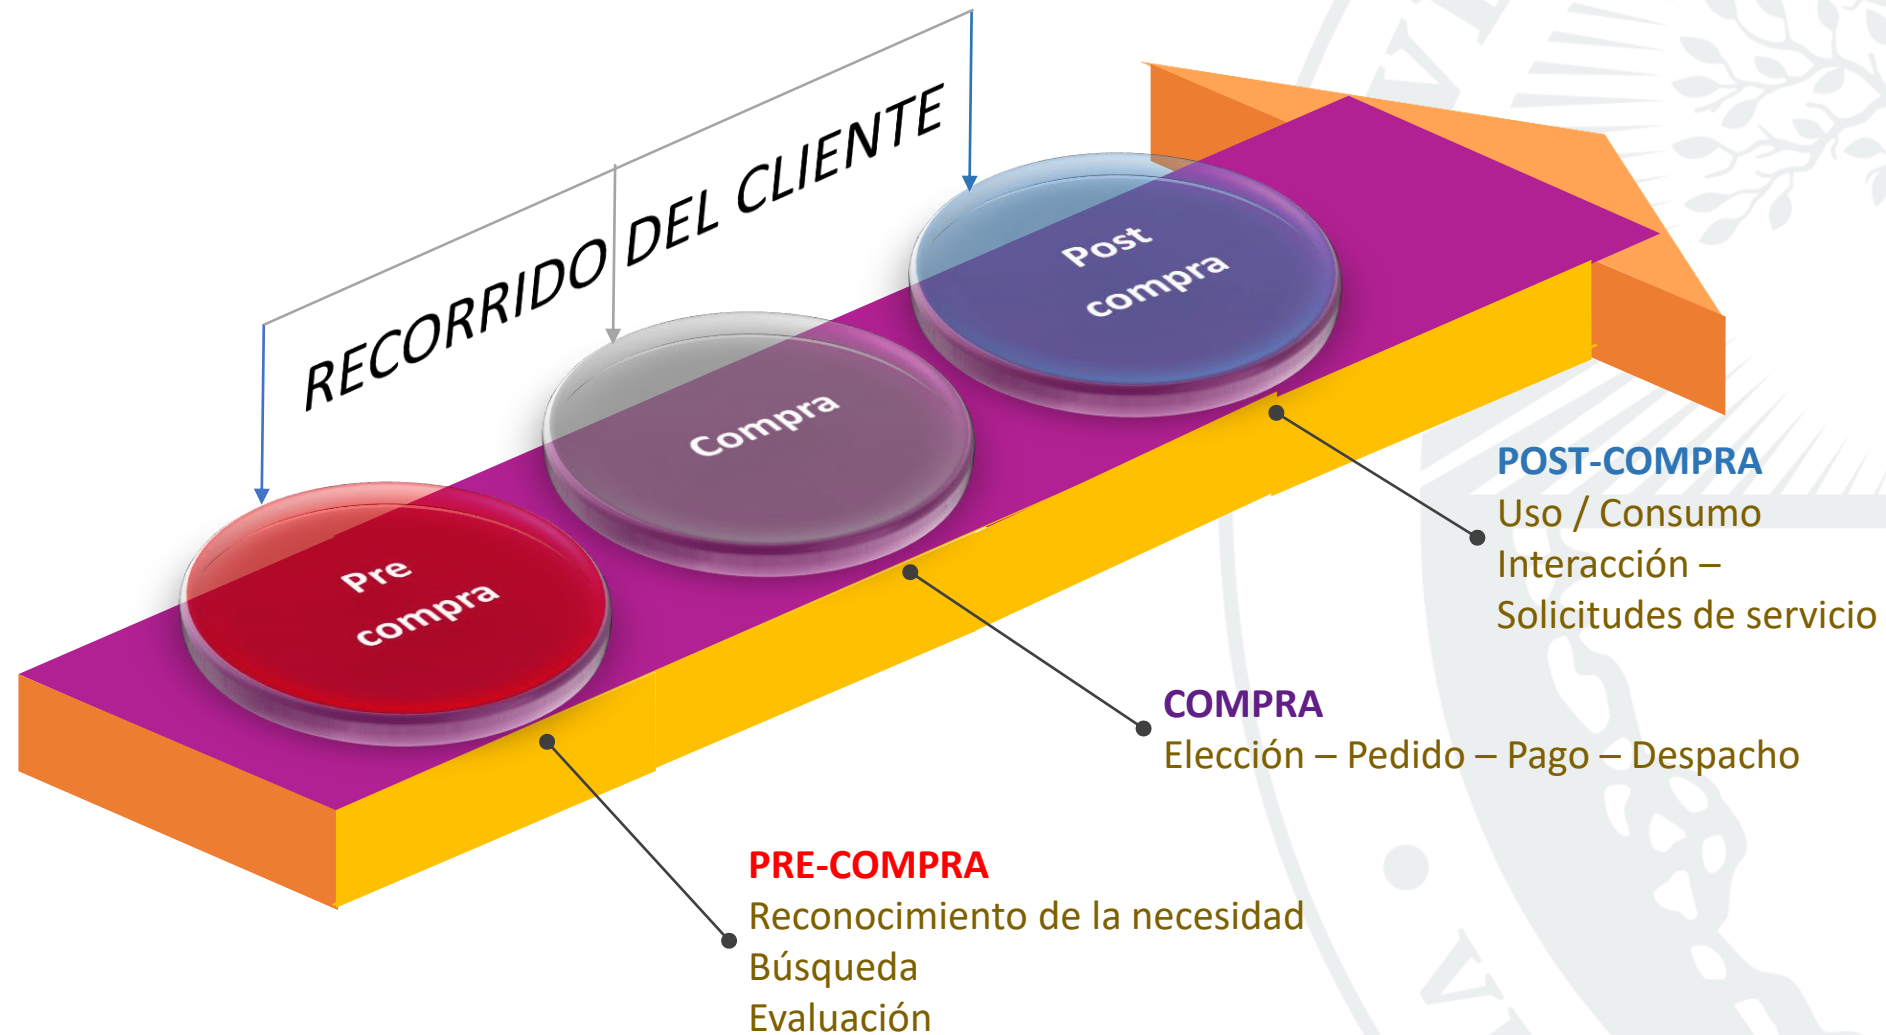 RECORRIDO DEL CLIENTE
Pre
compra
Compra
Post
compra
POST-COMPRA
Uso / Consumo
Interacción –
Solicitudes de servicio
COMPRA
Elección – Pedido – Pago – Despacho
PRE-COMPRA
Reconocimiento de la necesidad
Búsqueda
Evaluación